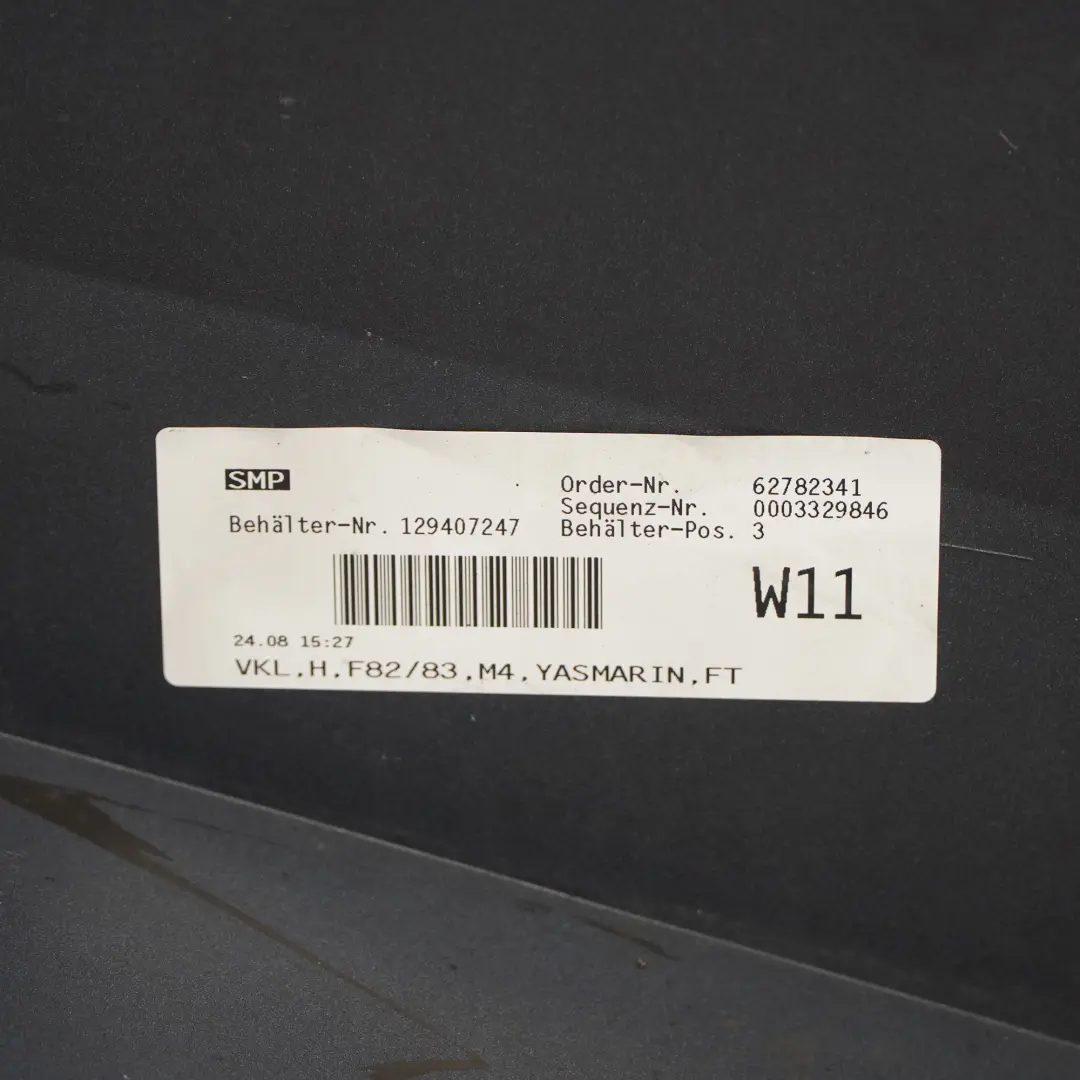 SMP
Order-Nr. 62782341
Sequenz-Nr. 0003329846
Behälter-Nr. 129407247 Behälter-Pos. 3
W11
24.08 15:27
VKL,H,F82/83,M4,YASMARIN,FT